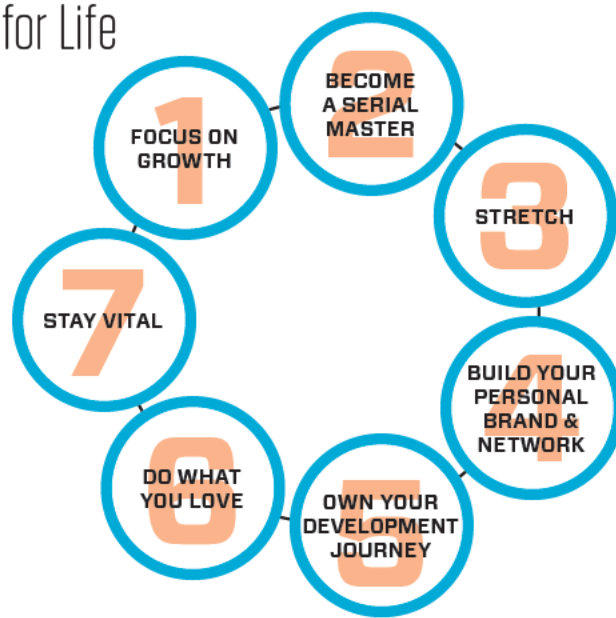 for Life
1
FOCUS ON
GROWTH
2
BECOME
A SERIAL
MASTER
3
STRETCH
4
BUILD YOUR
PERSONAL
BRAND &
NETWORK
5
OWN YOUR
DEVELOPMENT
JOURNEY
6
DO WHAT
YOU LOVE
7
STAY VITAL